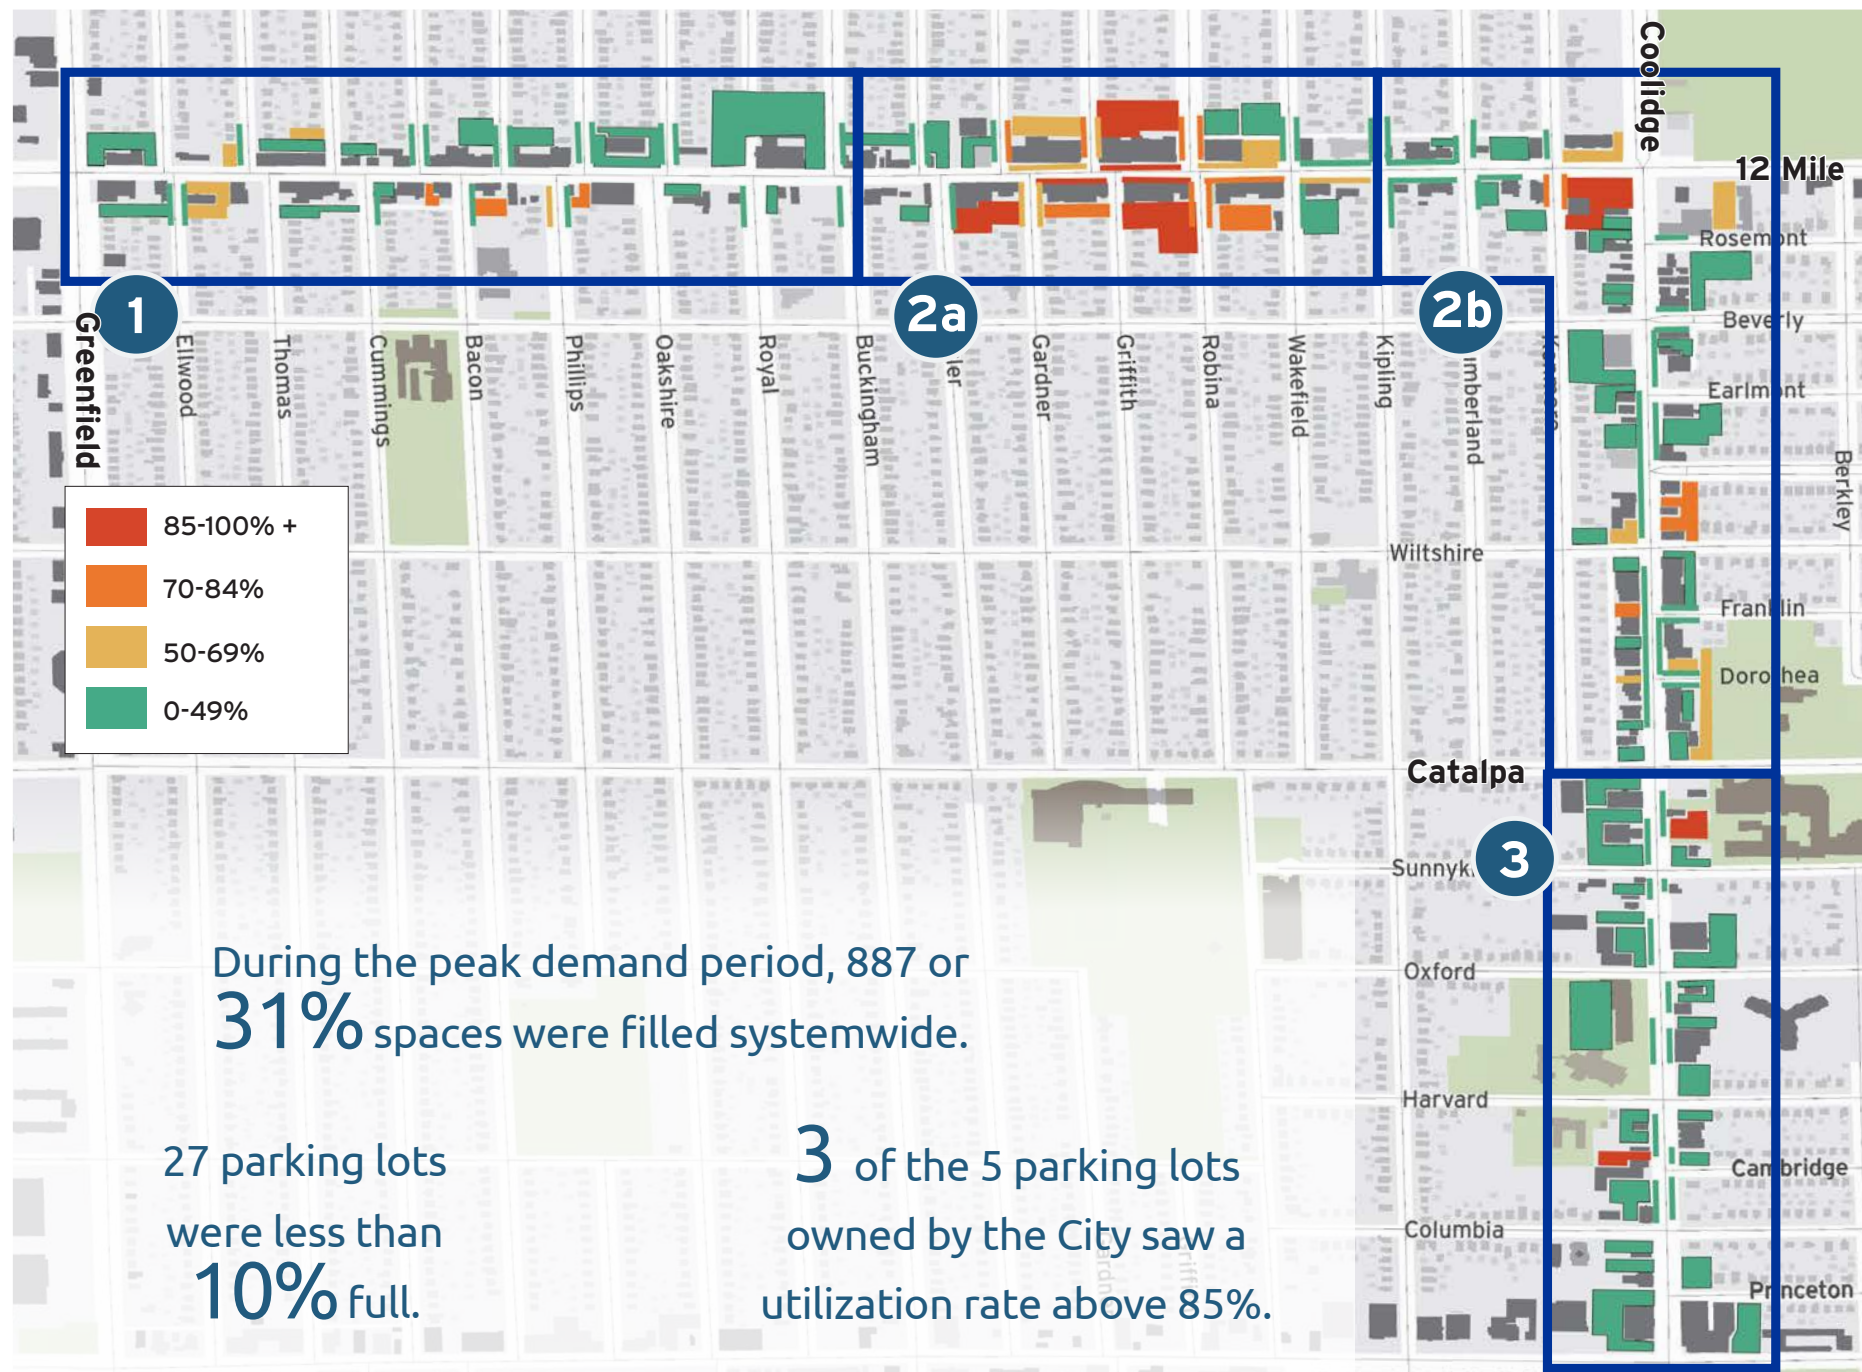 Coolidge
12 Mile
Rosemont
1
2a
2b
Beverly
Greenfield
Ellwood
Thomas
Cummings
Bacon
Phillips
Oakshire
Royal
Buckingham
Gardner
Griffith
Robina
Wakefield
Kipling
Earlmont
Berkley
85-100% +
70-84%
50-69%
0-49%
Wiltshire
Franklin
Dorothea
Catalpa
3
During the peak demand period, 887 or
31% spaces were filled systemwide.
Oxford
Harvard
27 parking lots
were less than
10% full.
3 of the 5 parking lots
owned by the City saw a
utilization rate above 85%.
Cambridge
Columbia
Princeton